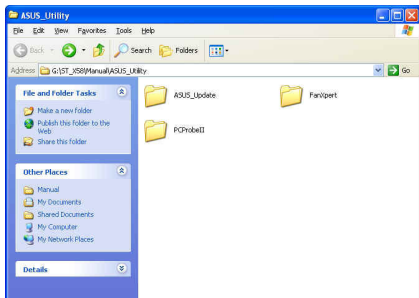 ASUS_Utility
File Edit View Favorites Tools Help
Back Search Folders
Address G:\ST_X58\Manual\ASUS_Utility Go
File and Folder Tasks
Make a new folder
Publish this folder to the
Web
Share this folder
Other Places
Manual
My Documents
Shared Documents
My Computer
My Network Places
Details
ASUS_Update
FanXpert
PCProbeII